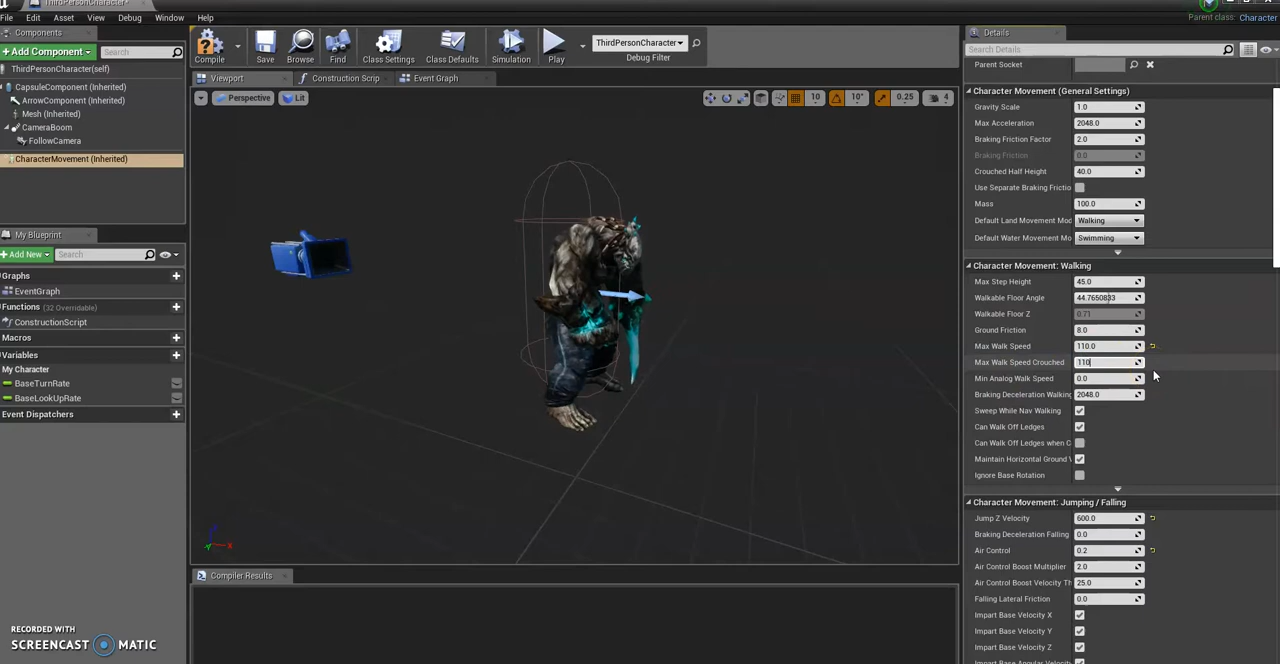 ThirdPersonCharacter*
File Edit Asset View Debug Window Help
Parent class: Character
Components
+ Add Component
Search
ThirdPersonCharacter(self)
CapsuleComponent (Inherited)
ArrowComponent (Inherited)
Mesh (Inherited)
CameraBoom
FollowCamera
CharacterMovement (Inherited)
My Blueprint
+ Add New
Search
Graphs
EventGraph
Functions (32 Overridable)
ConstructionScript
Macros
Variables
My Character
BaseTurnRate
BaseLookUpRate
Event Dispatchers
RECORDED WITH
SCREENCAST MATIC
Compile
Save
Browse
Find
Class Settings
Class Defaults
Simulation
Play
ThirdPersonCharacter
Debug Filter
Viewport
Construction Scrip
Event Graph
Perspective
Lit
10
10°
0.25
4
Compiler Results
Details
Search Details
Parent Socket
Character Movement (General Settings)
Gravity Scale 1.0
Max Acceleration 2048.0
Braking Friction Factor 2.0
Braking Friction 0.0
Crouched Half Height 40.0
Use Separate Braking Frictio
Mass 100.0
Default Land Movement Mod Walking
Default Water Movement Mo Swimming
Character Movement: Walking
Max Step Height 45.0
Walkable Floor Angle 44.7650833
Walkable Floor Z 0.71
Ground Friction 8.0
Max Walk Speed 110.0
Max Walk Speed Crouched 110
Min Analog Walk Speed 0.0
Braking Deceleration Walking 2048.0
Sweep While Nav Walking
Can Walk Off Ledges
Can Walk Off Ledges when C
Maintain Horizontal Ground V
Ignore Base Rotation
Character Movement: Jumping / Falling
Jump Z Velocity 600.0
Braking Deceleration Falling 0.0
Air Control 0.2
Air Control Boost Multiplier 2.0
Air Control Boost Velocity Th 25.0
Falling Lateral Friction 0.0
Impart Base Velocity X
Impart Base Velocity Y
Impart Base Velocity Z